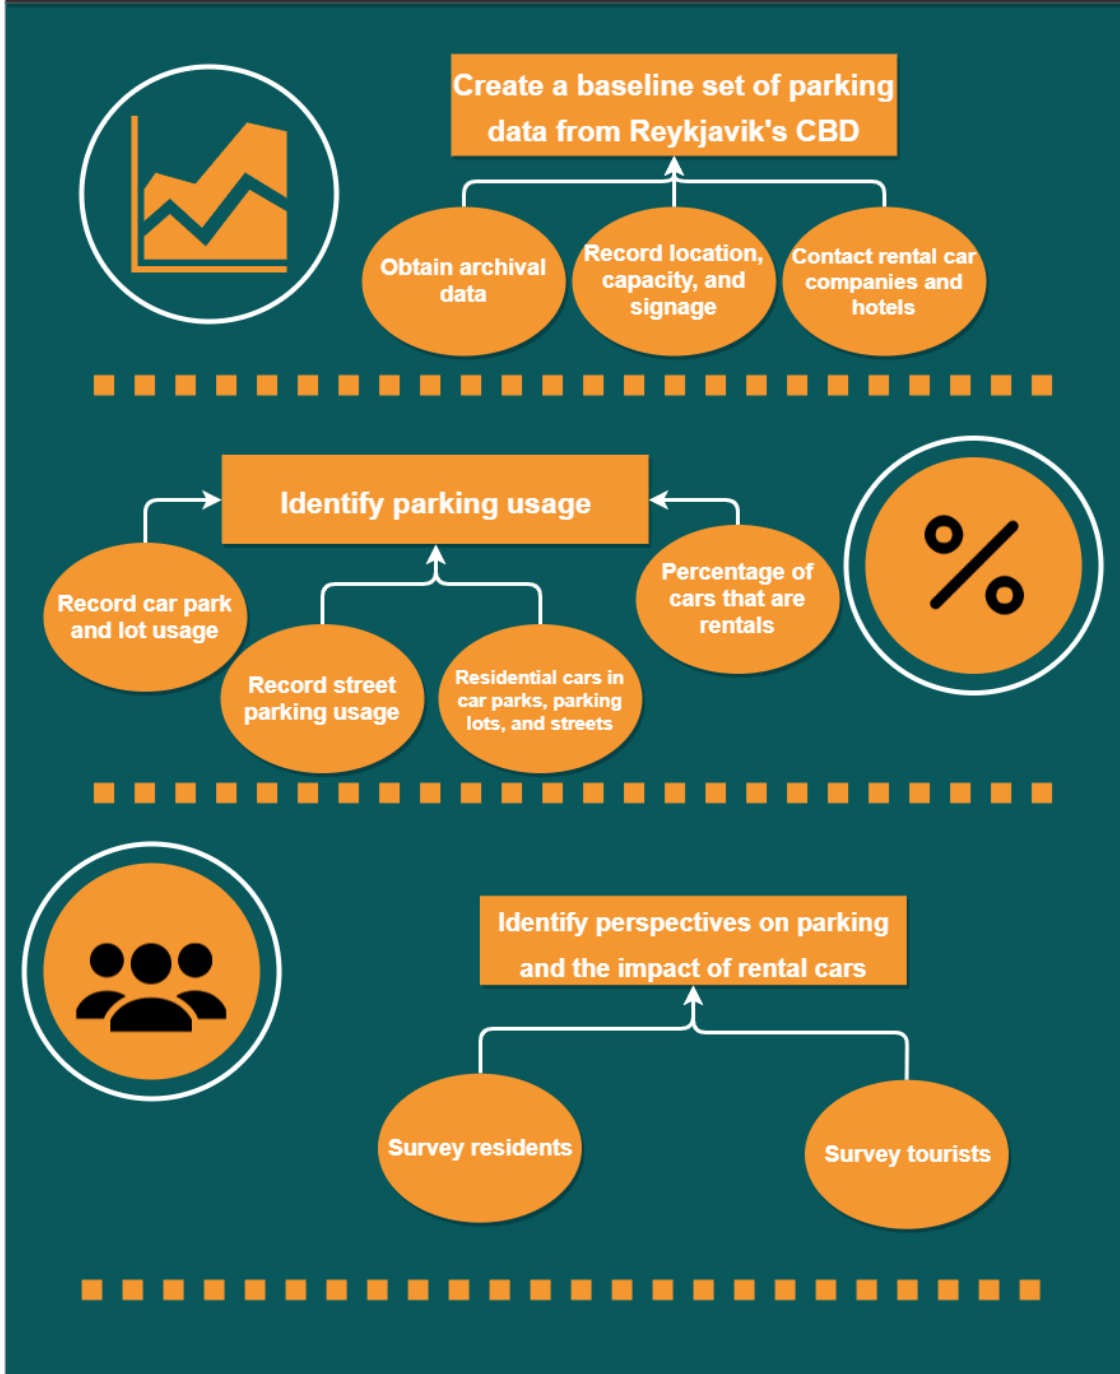 Create a baseline set of parking
data from Reykjavik's CBD
Obtain archival
data
Record location,
capacity, and
signage
Contact rental car
companies and
hotels
Identify parking usage
Record car park
and lot usage
Record street
parking usage
Residential cars in
car parks, parking
lots, and streets
Percentage of
cars that are
rentals
%
Identify perspectives on parking
and the impact of rental cars
Survey residents
Survey tourists